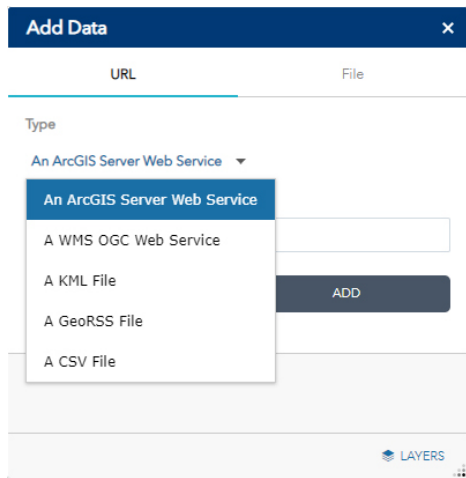 Add Data ×
URL File
Type
An ArcGIS Server Web Service
An ArcGIS Server Web Service
A WMS OGC Web Service
A KML File
ADD
A GeoRSS File
A CSV File
LAYERS